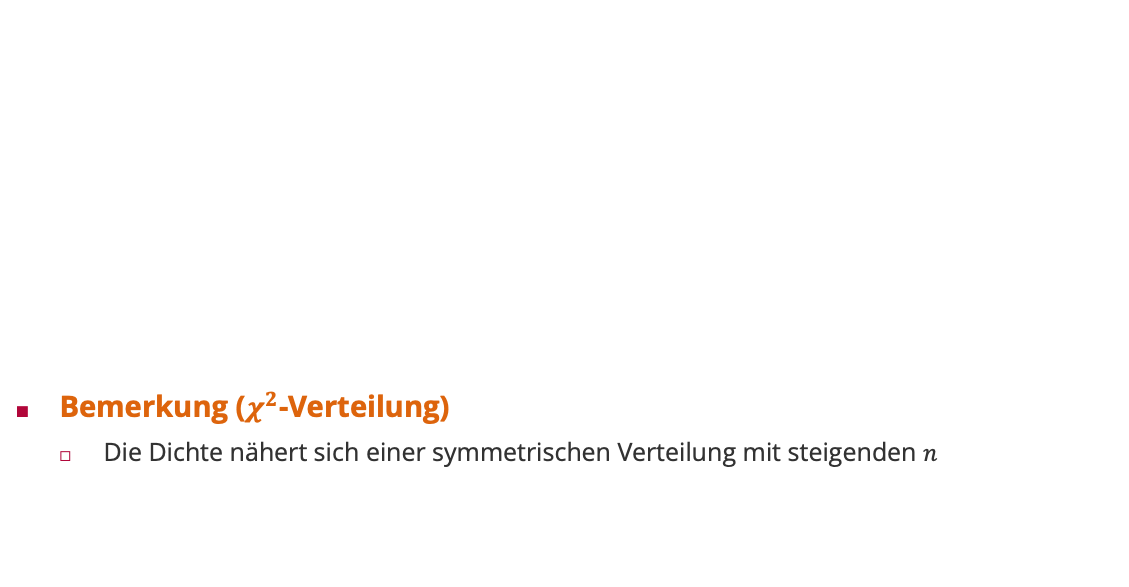 Bemerkung (χ²-Verteilung)
Die Dichte nähert sich einer symmetrischen Verteilung mit steigenden n